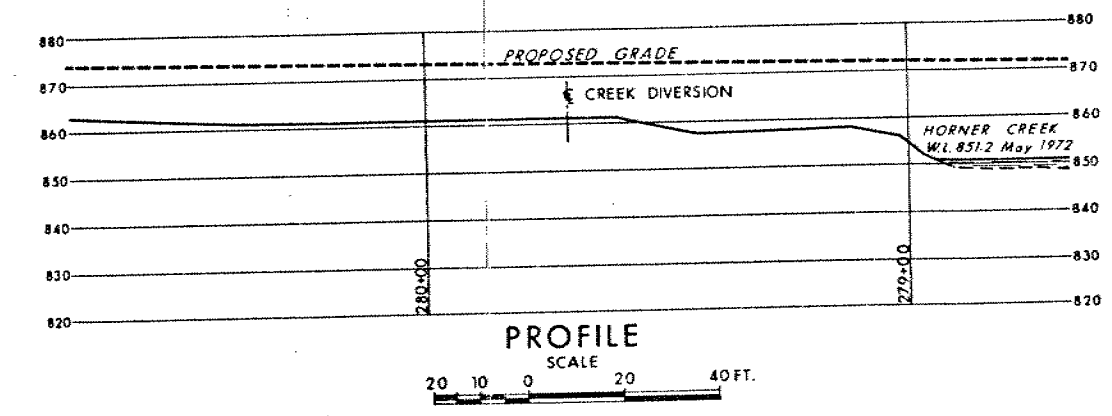 880 880
PROPOSED GRADE
870 870
℄ CREEK DIVERSION
860 860
HORNER CREEK
W.L. 851.2 May 1972
850 850
840 840
830 830
280+00 279+00
820 820
PROFILE
SCALE
20 10 0 20 40 FT.